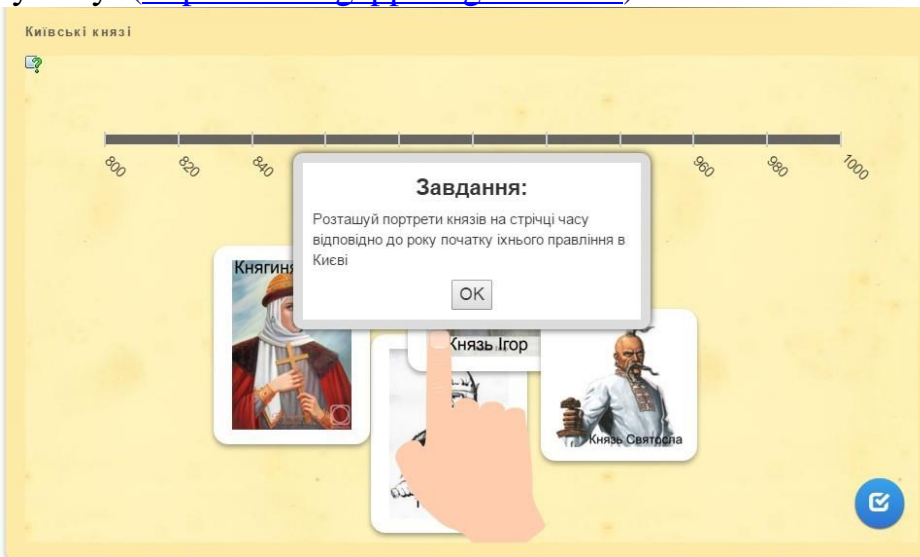 Київські князі
800 820 840 960 980 1000
Завдання:
Розташуй портрети князів на стрічці часу
відповідно до року початку їхнього правління в
Києві
OK
Князь Ігор
Князь Святосла